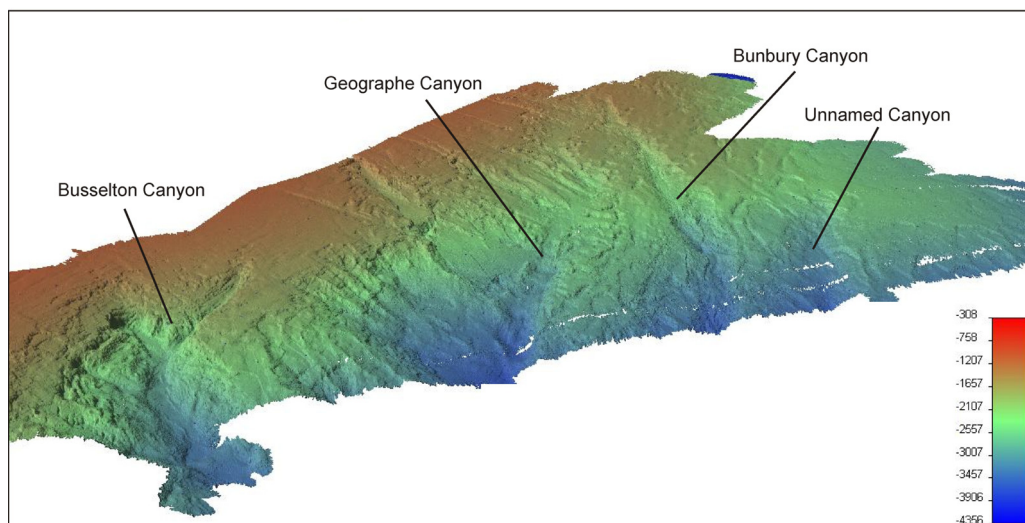 Bunbury Canyon
Geographe Canyon
Unnamed Canyon
Busselton Canyon
-308
-758
-1207
-1657
-2107
-2557
-3007
-3457
-3906
-4356